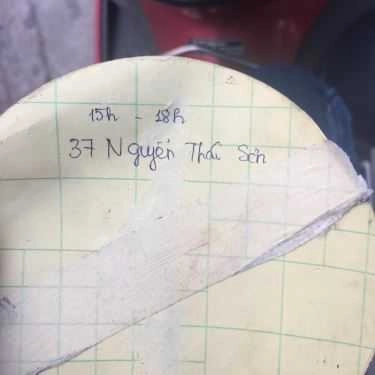 15h - 18h
37 Nguyễn Thái Sơn